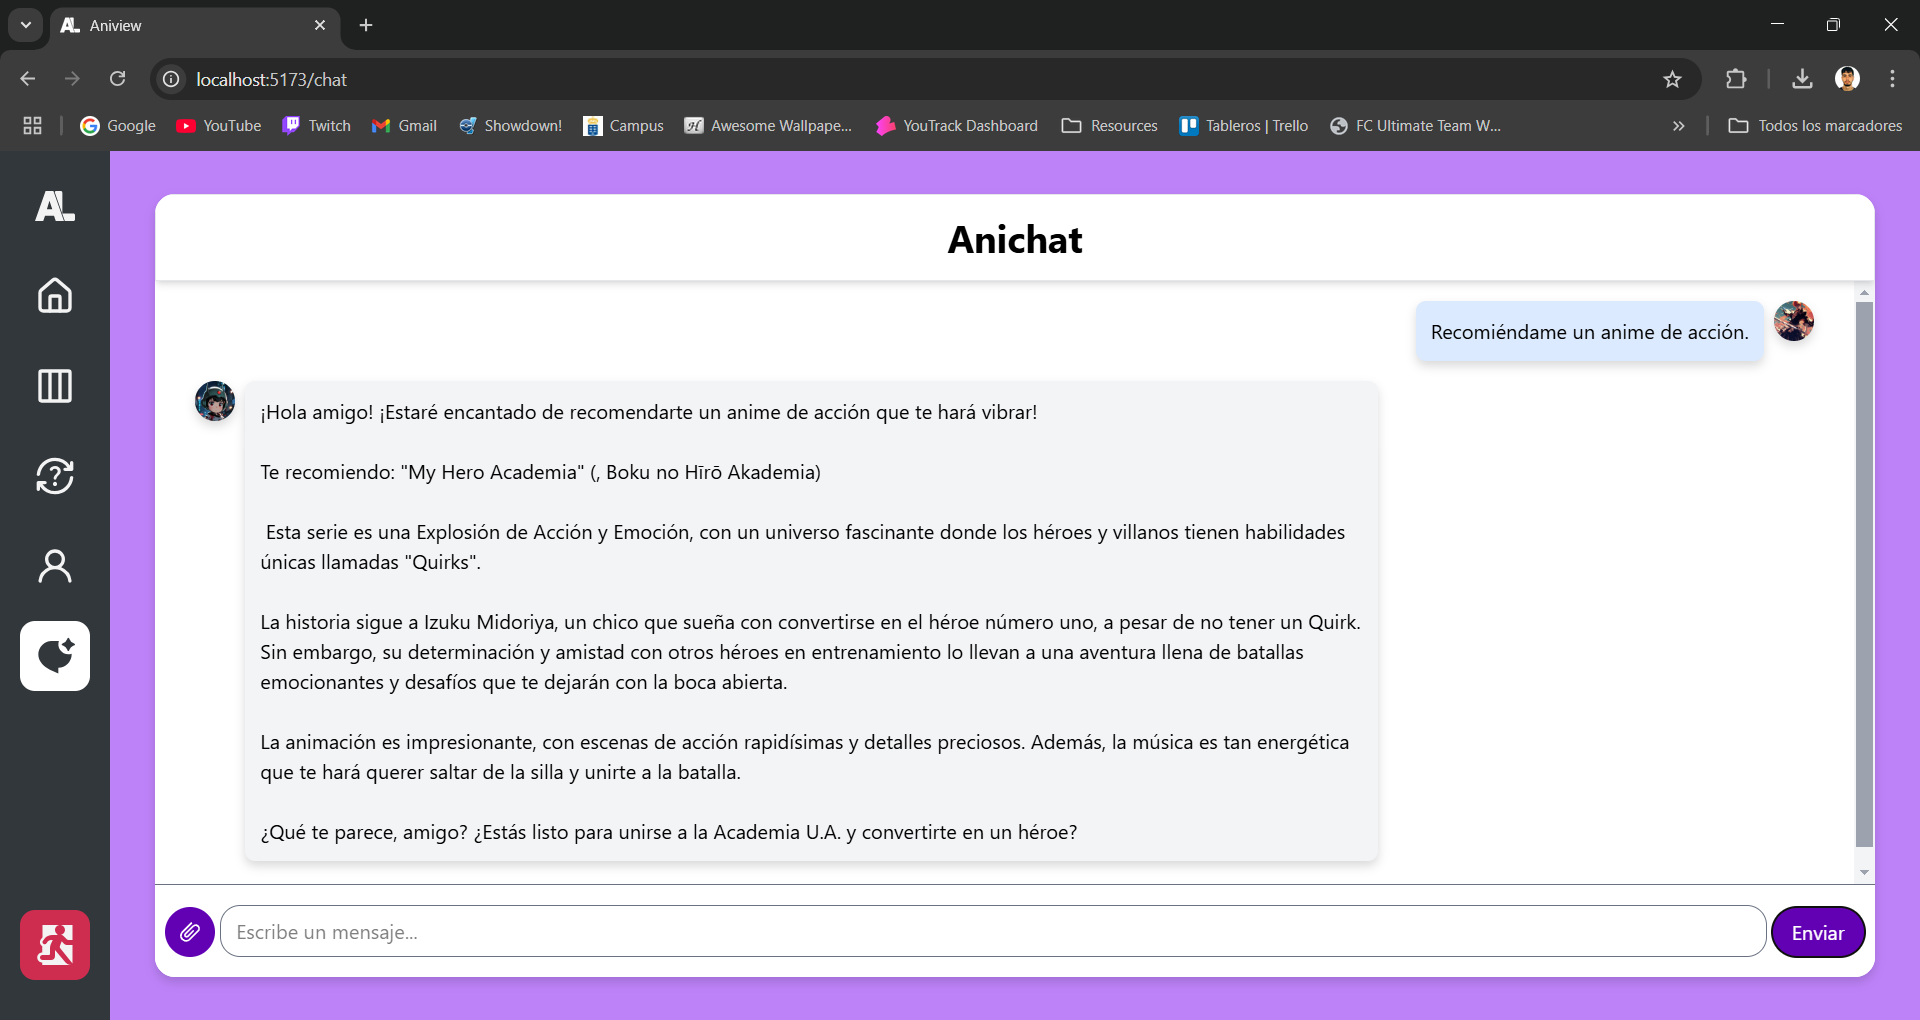 Aniview
localhost:5173/chat
Google YouTube Twitch Gmail Showdown! Campus Awesome Wallpape... YouTrack Dashboard Resources Tableros | Trello FC Ultimate Team W... Todos los marcadores
AL
Anichat
Recomiéndame un anime de acción.
¡Hola amigo! ¡Estaré encantado de recomendarte un anime de acción que te hará vibrar!
Te recomiendo: "My Hero Academia" (, Boku no Hīrō Akademia)
Esta serie es una Explosión de Acción y Emoción, con un universo fascinante donde los héroes y villanos tienen habilidades
únicas llamadas "Quirks".
La historia sigue a Izuku Midoriya, un chico que sueña con convertirse en el héroe número uno, a pesar de no tener un Quirk.
Sin embargo, su determinación y amistad con otros héroes en entrenamiento lo llevan a una aventura llena de batallas
emocionantes y desafíos que te dejarán con la boca abierta.
La animación es impresionante, con escenas de acción rapidísimas y detalles preciosos. Además, la música es tan energética
que te hará querer saltar de la silla y unirte a la batalla.
¿Qué te parece, amigo? ¿Estás listo para unirse a la Academia U.A. y convertirte en un héroe?
Escribe un mensaje...
Enviar